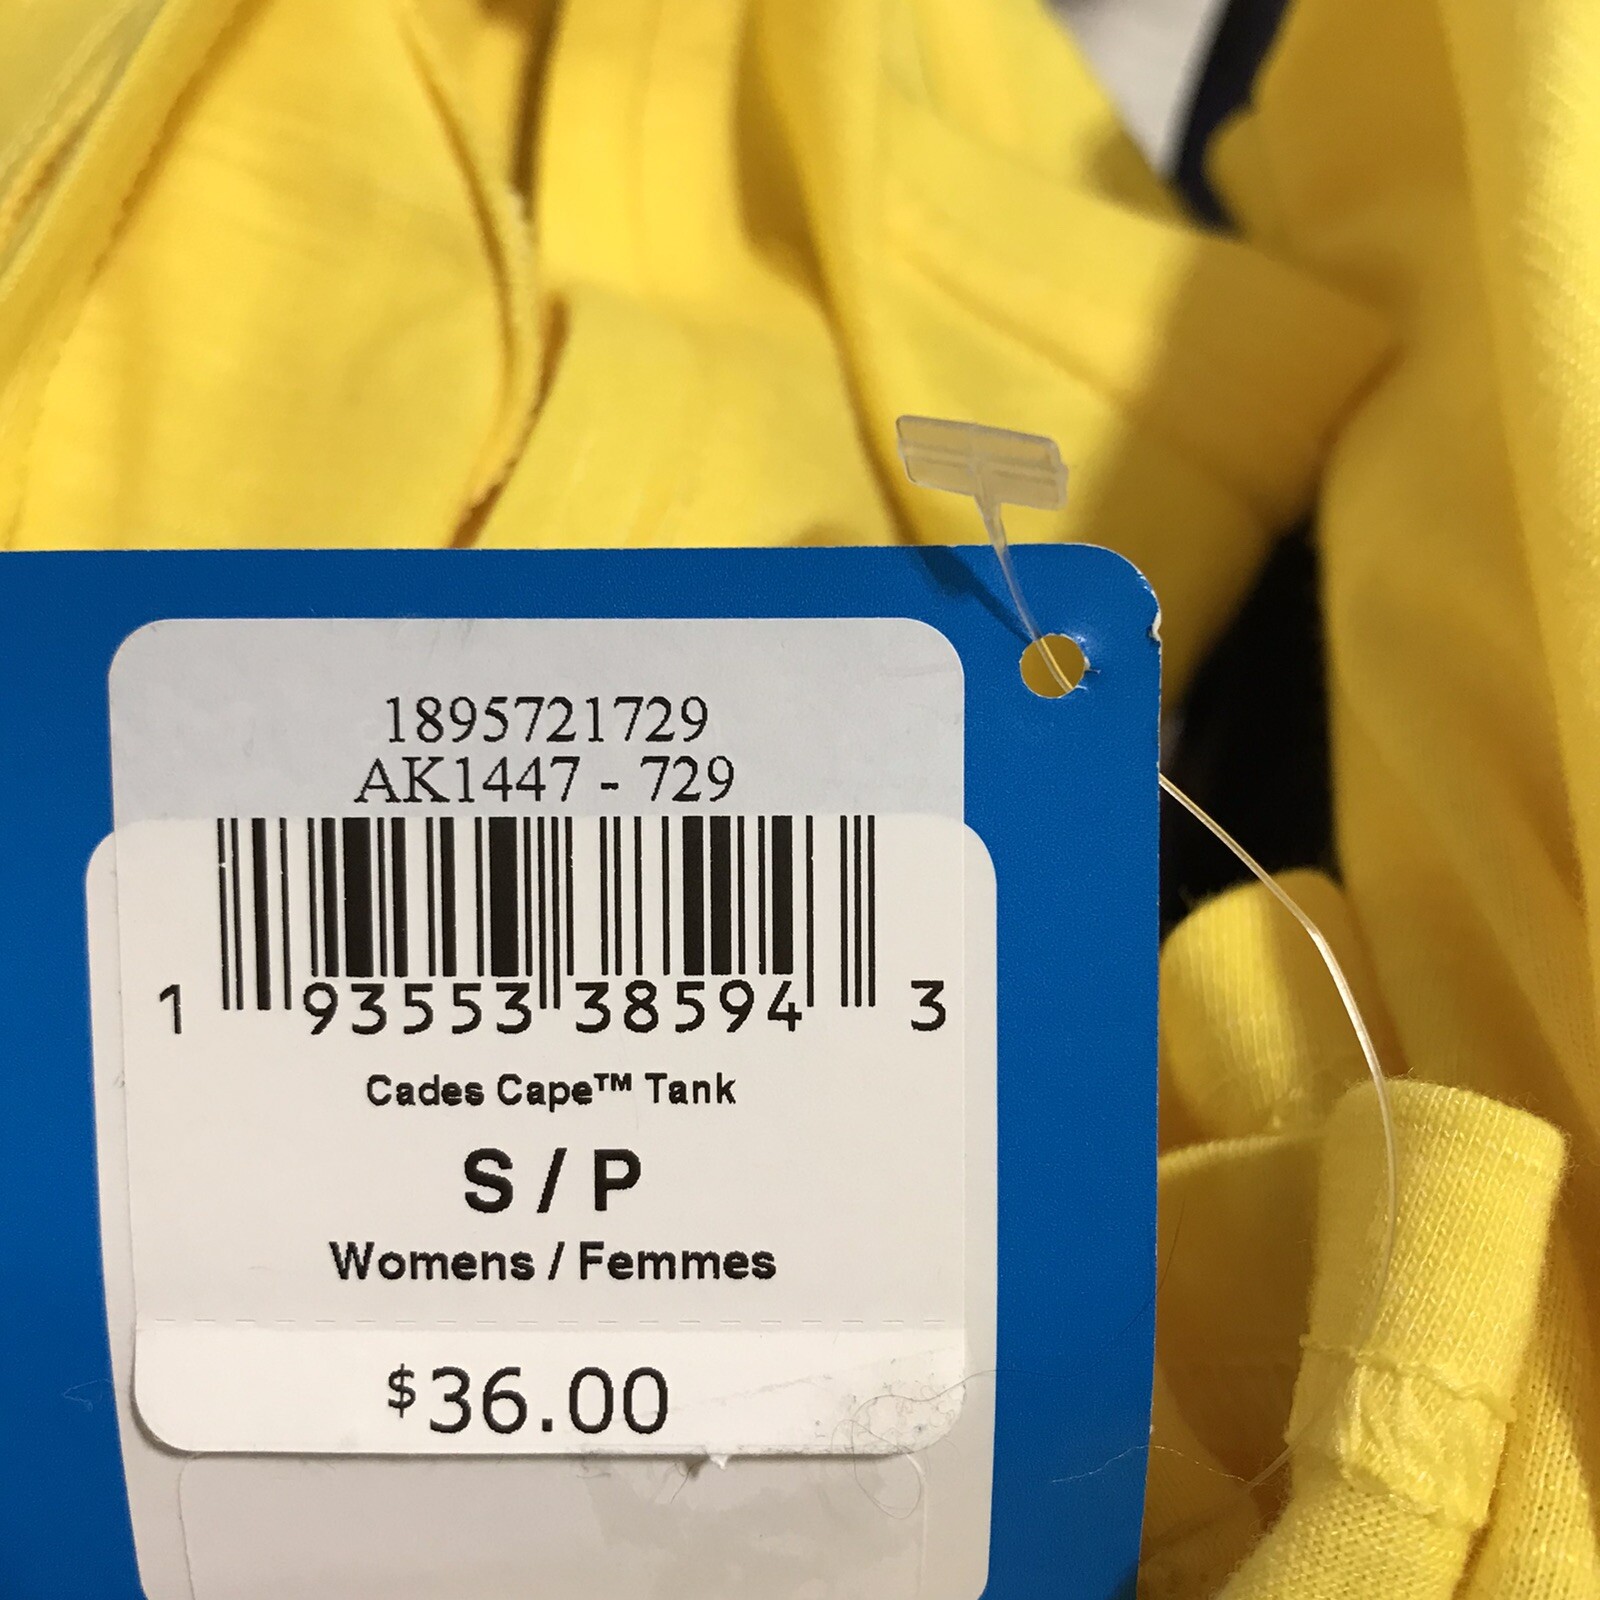 1895721729
AK1447 - 729
1 93553 38594 3
Cades Cape™ Tank
S / P
Womens / Femmes
$36.00